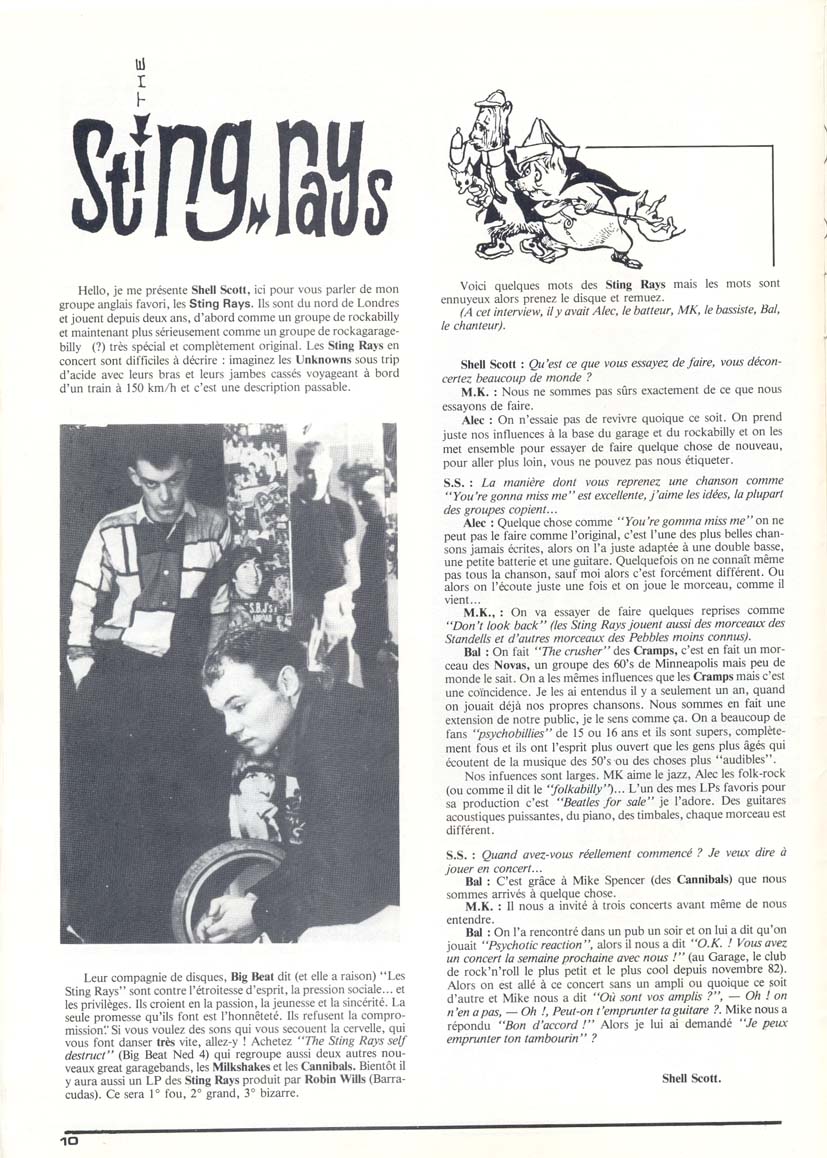 THE
Sting-rays
Hello, je me présente Shell Scott, ici pour vous parler de mon
groupe anglais favori, les Sting Rays. Ils sont du nord de Londres
et jouent depuis deux ans, d'abord comme un groupe de rockabilly
et maintenant plus sérieusement comme un groupe de rockagarage-
billy (?) très spécial et complètement original. Les Sting Rays en
concert sont difficiles à décrire : imaginez les Unknowns sous trip
d'acide avec leurs bras et leurs jambes cassés voyageant à bord
d'un train à 150 km/h et c'est une description passable.
S.B.J's
Leur compagnie de disques, Big Beat dit (et elle a raison) "Les
Sting Rays" sont contre l'étroitesse d'esprit, la pression sociale... et
les privilèges. Ils croient en la passion, la jeunesse et la sincérité. La
seule promesse qu'ils font est l'honnêteté. Ils refusent la compro-
mission". Si vous voulez des sons qui vous secouent la cervelle, qui
vous font danser très vite, allez-y ! Achetez "The Sting Rays self
destruct" (Big Beat Ned 4) qui regroupe aussi deux autres nou-
veaux great garagebands, les Milkshakes et les Cannibals. Bientôt il
y aura aussi un LP des Sting Rays produit par Robin Wills (Barra-
cudas). Ce sera 1° fou, 2° grand, 3° bizarre.
Voici quelques mots des Sting Rays mais les mots sont
ennuyeux alors prenez le disque et remuez.
(A cet interview, il y avait Alec, le batteur, MK, le bassiste, Bal,
le chanteur).
Shell Scott : Qu'est ce que vous essayez de faire, vous décon-
certez beaucoup de monde ?
M.K. : Nous ne sommes pas sûrs exactement de ce que nous
essayons de faire.
Alec : On n'essaie pas de revivre quoique ce soit. On prend
juste nos influences à la base du garage et du rockabilly et on les
met ensemble pour essayer de faire quelque chose de nouveau,
pour aller plus loin, vous ne pouvez pas nous étiqueter.
S.S. : La manière dont vous reprenez une chanson comme
"You're gonna miss me" est excellente, j'aime les idées, la plupart
des groupes copient...
Alec : Quelque chose comme "You're gomma miss me" on ne
peut pas le faire comme l'original, c'est l'une des plus belles chan-
sons jamais écrites, alors on l'a juste adaptée à une double basse,
une petite batterie et une guitare. Quelquefois on ne connaît même
pas tous la chanson, sauf moi alors c'est forcément différent. Ou
alors on l'écoute juste une fois et on joue le morceau, comme il
vient...
M.K., : On va essayer de faire quelques reprises comme
"Don't look back" (les Sting Rays jouent aussi des morceaux des
Standells et d'autres morceaux des Pebbles moins connus).
Bal : On fait "The crusher" des Cramps, c'est en fait un mor-
ceau des Novas, un groupe des 60's de Minneapolis mais peu de
monde le sait. On a les mêmes influences que les Cramps mais c'est
une coïncidence. Je les ai entendus il y a seulement un an, quand
on jouait déjà nos propres chansons. Nous sommes en fait une
extension de notre public, je le sens comme ça. On a beaucoup de
fans "psychobillies" de 15 ou 16 ans et ils sont supers, complète-
ment fous et ils ont l'esprit plus ouvert que les gens plus âgés qui
écoutent de la musique des 50's ou des choses plus "audibles".
Nos infuences sont larges. MK aime le jazz, Alec les folk-rock
(ou comme il dit le "folkabilly")... L'un des mes LPs favoris pour
sa production c'est "Beatles for sale" je l'adore. Des guitares
acoustiques puissantes, du piano, des timbales, chaque morceau est
différent.
S.S. : Quand avez-vous réellement commencé ? Je veux dire à
jouer en concert...
Bal : C'est grâce à Mike Spencer (des Cannibals) que nous
sommes arrivés à quelque chose.
M.K. : Il nous a invité à trois concerts avant même de nous
entendre.
Bal : On l'a rencontré dans un pub un soir et on lui a dit qu'on
jouait "Psychotic reaction", alors il nous a dit "O.K. ! Vous avez
un concert la semaine prochaine avec nous !" (au Garage, le club
de rock'n'roll le plus petit et le plus cool depuis novembre 82).
Alors on est allé à ce concert sans un ampli ou quoique ce soit
d'autre et Mike nous a dit "Où sont vos amplis ?", — Oh ! on
n'en a pas, — Oh !, Peut-on t'emprunter ta guitare ?. Mike nous a
répondu "Bon d'accord !" Alors je lui ai demandé "Je peux
emprunter ton tambourin" ?
Shell Scott.
10